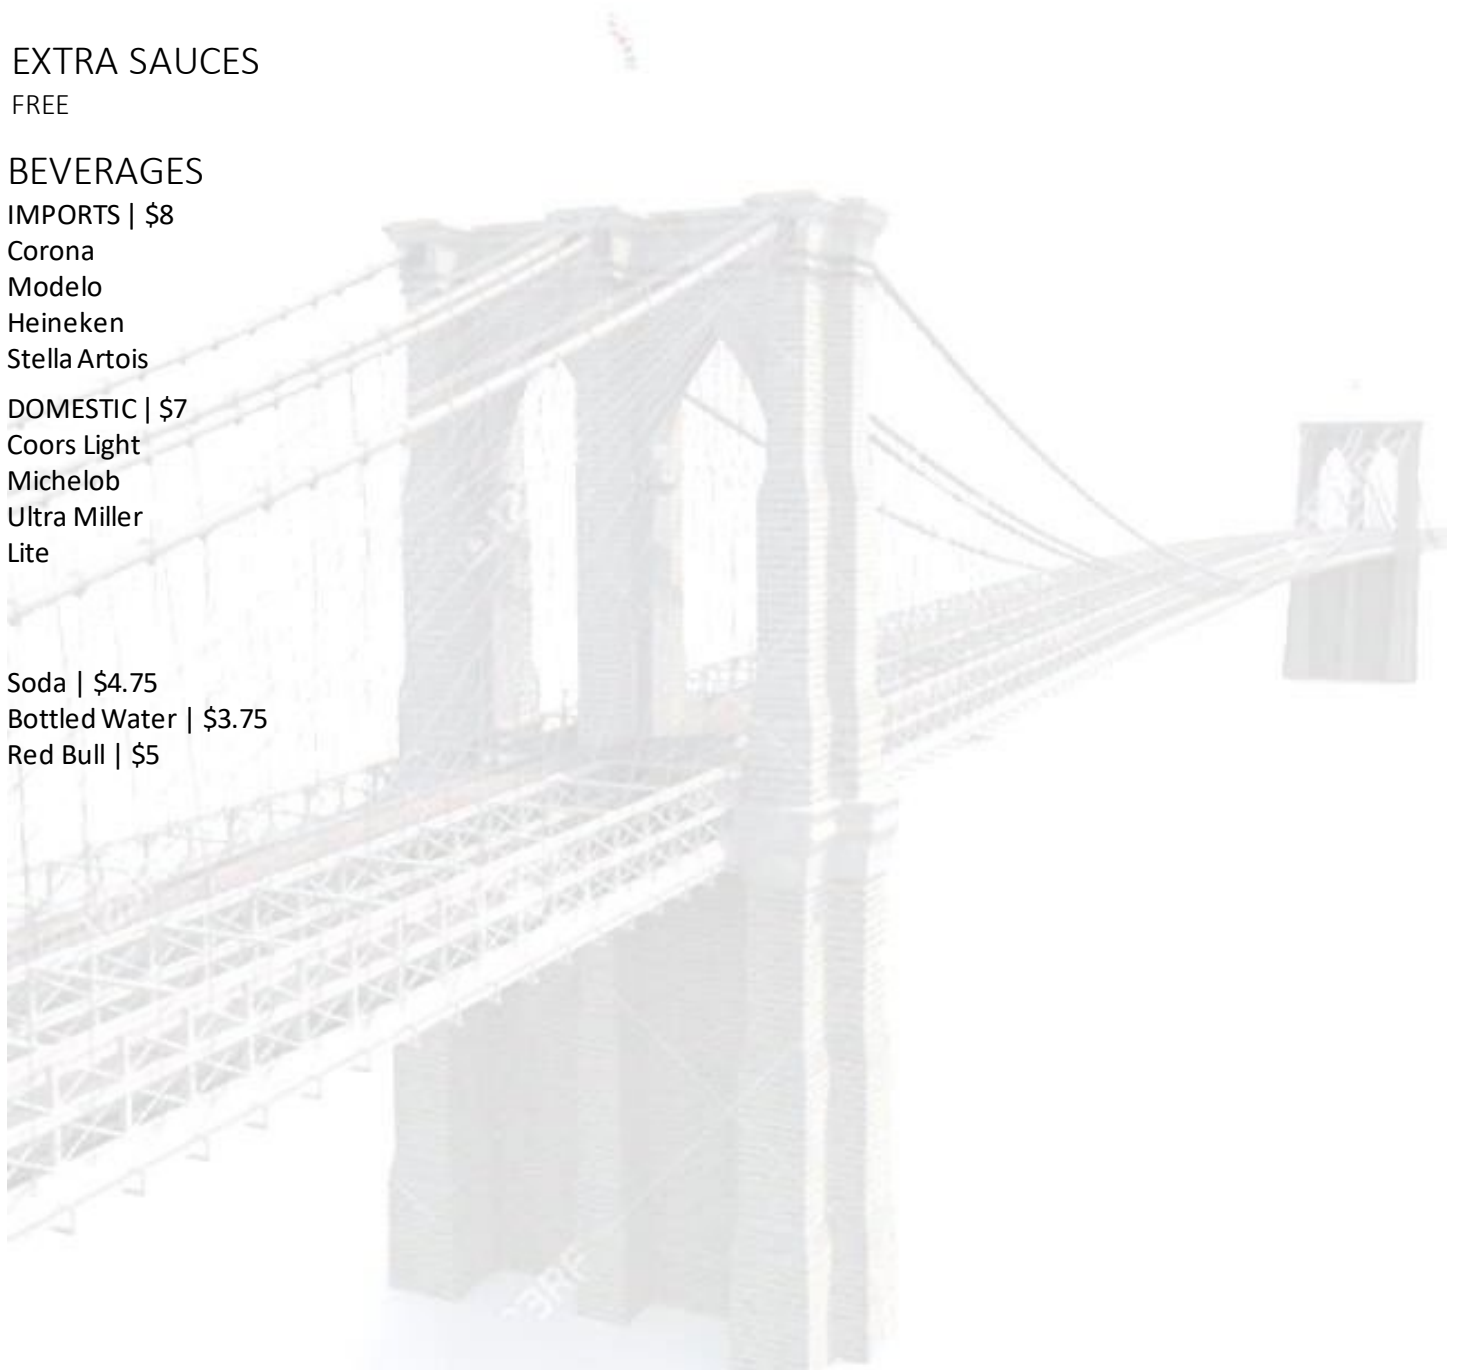 EXTRA SAUCES
FREE
BEVERAGES
IMPORTS | $8
Corona
Modelo
Heineken
Stella Artois
DOMESTIC | $7
Coors Light
Michelob
Ultra Miller
Lite
Soda | $4.75
Bottled Water | $3.75
Red Bull | $5